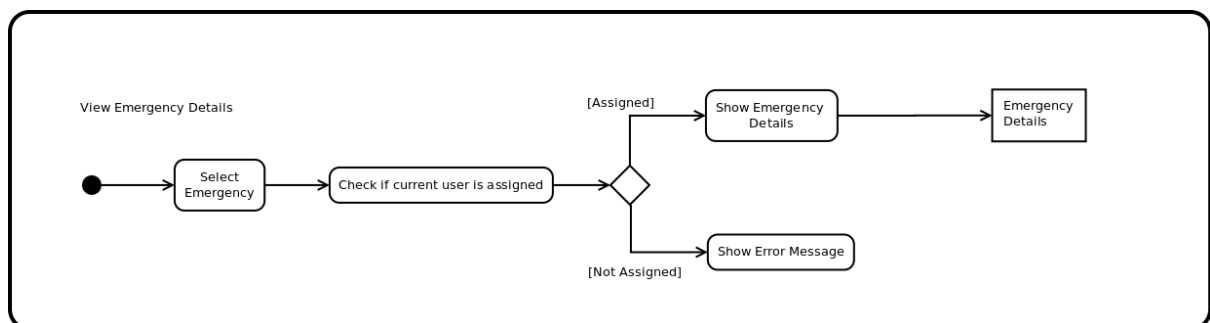 View Emergency Details
Select
Emergency
Check if current user is assigned
[Assigned]
Show Emergency
Details
Emergency
Details
[Not Assigned]
Show Error Message